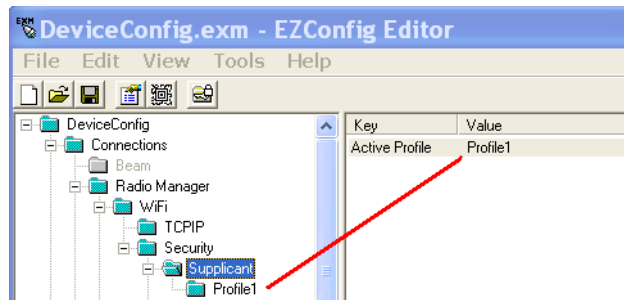 DeviceConfig.exm - EZConfig Editor
File Edit View Tools Help
DeviceConfig
Connections
Beam
Radio Manager
WiFi
TCPIP
Security
Supplicant
Profile1
Key Value
Active Profile Profile1